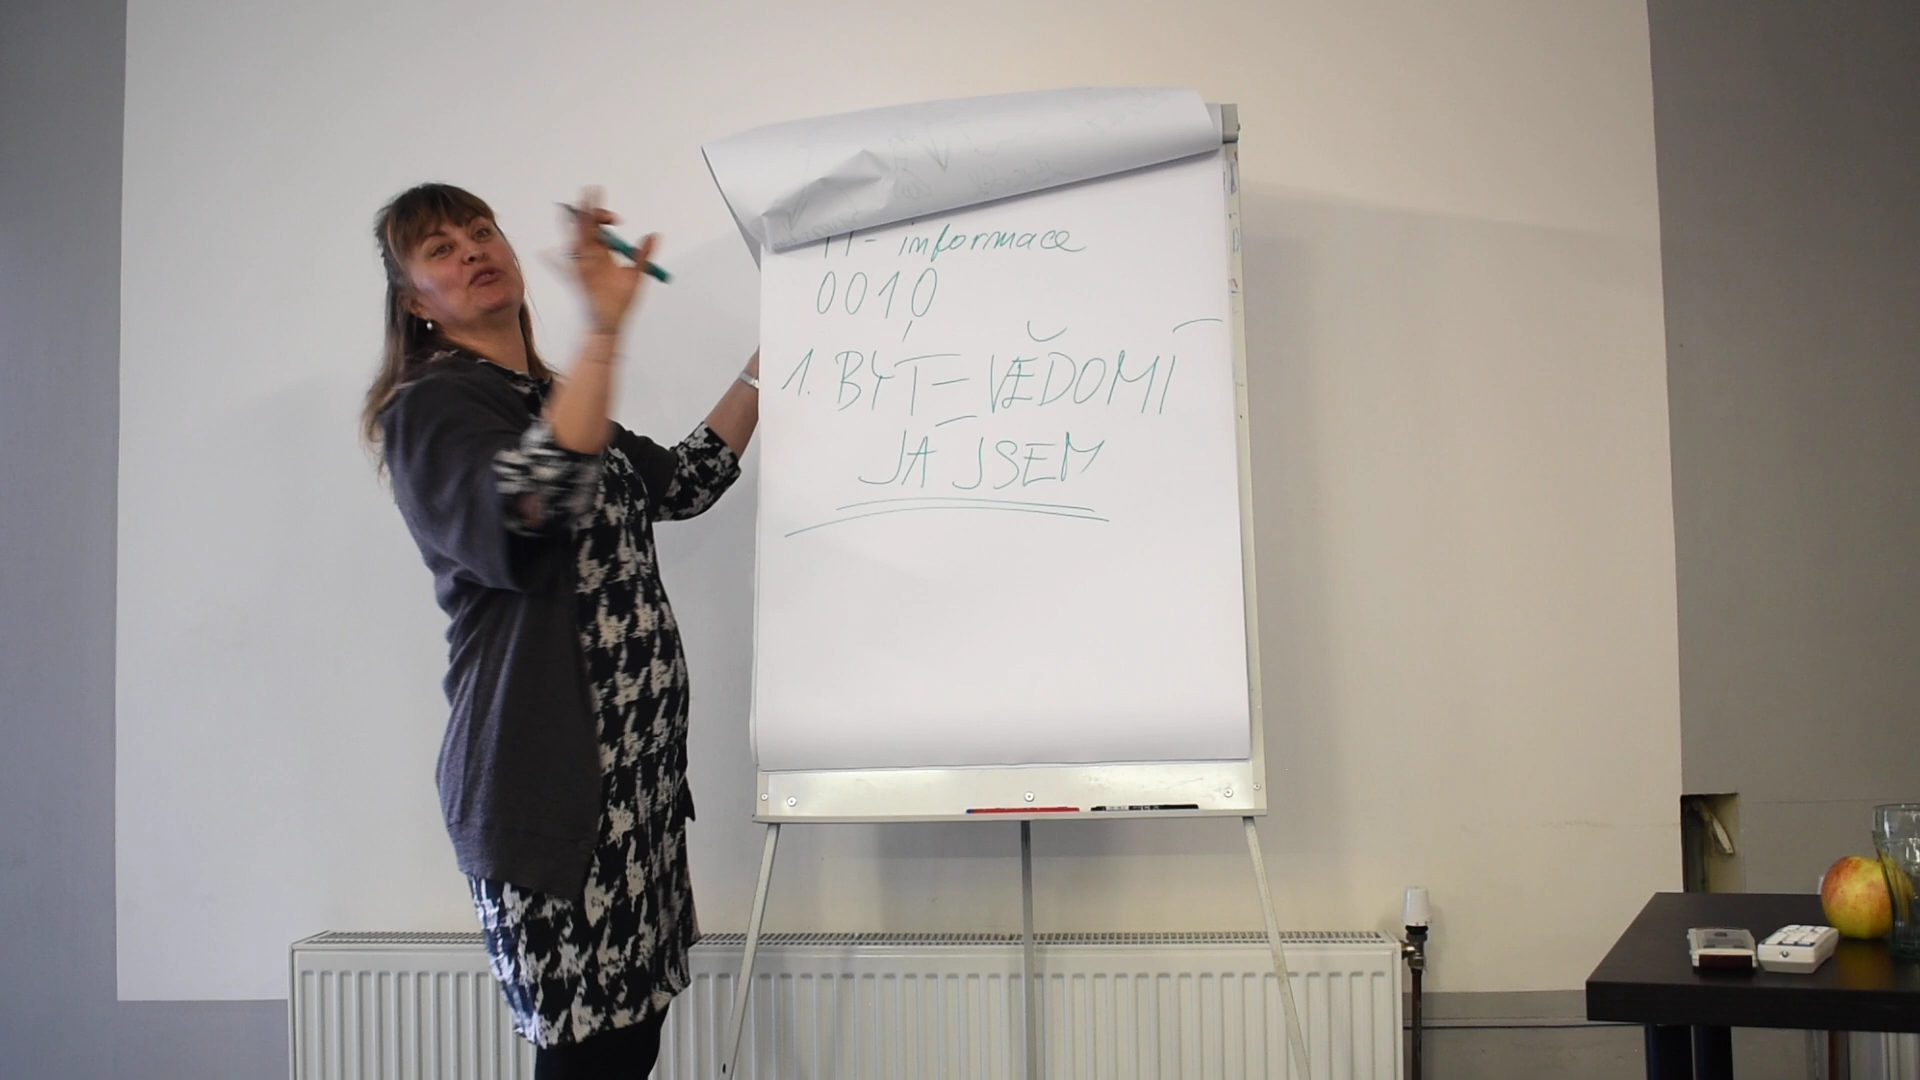 - informace
0010
1. BÝT - VĚDOMÍ
JÁ JSEM